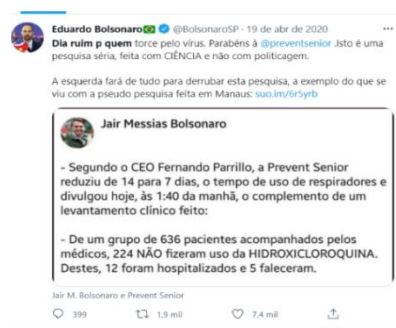 Eduardo Bolsonaro🇧🇷 @BolsonaroSP · 19 de abr de 2020
Dia ruim p quem torce pelo vírus. Parabéns à @preventsenior .Isto é uma
pesquisa séria, feita com CIÊNCIA e não com politicagem.
A esquerda fará de tudo para derrubar esta pesquisa, a exemplo do que se
viu com a pseudo pesquisa feita em Manaus: suo.im/6r5yrb
Jair Messias Bolsonaro
- Segundo o CEO Fernando Parrillo, a Prevent Senior
reduziu de 14 para 7 dias, o tempo de uso de respiradores e
divulgou hoje, às 1:40 da manhã, o complemento de um
levantamento clínico feito:
- De um grupo de 636 pacientes acompanhados pelos
médicos, 224 NÃO fizeram uso da HIDROXICLOROQUINA.
Destes, 12 foram hospitalizados e 5 faleceram.
Jair M. Bolsonaro e Prevent Senior
399 1,9 mil 7,4 mil